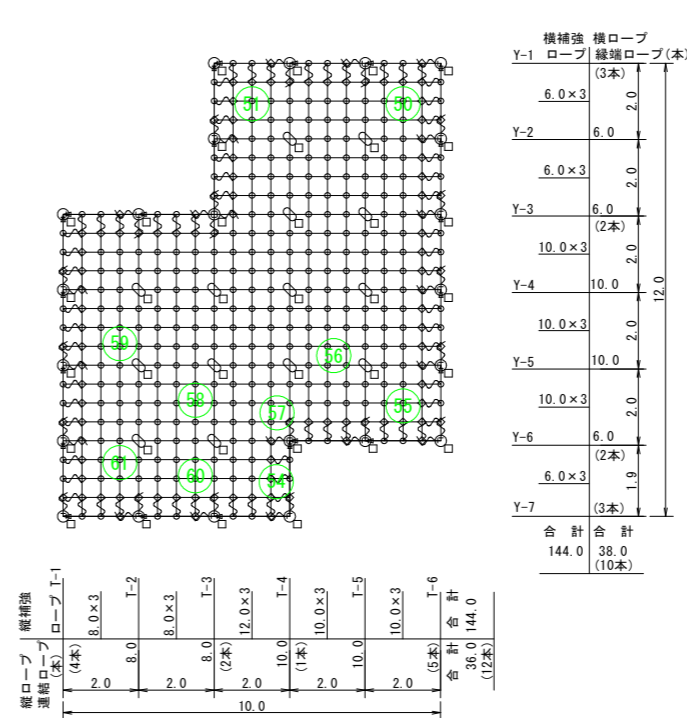 横補強 横ロープ
Y-1 ロープ 縁端ロープ(本)
(3本)
6.0×3
2.0
Y-2 6.0
6.0×3
2.0
Y-3 6.0
(2本)
10.0×3
2.0
Y-4 10.0
12.0
10.0×3
2.0
Y-5 10.0
10.0×3
2.0
Y-6 6.0
(2本)
6.0×3
1.9
Y-7 (3本)
合 計 合 計
144.0 38.0
(10本)
51 50
59 56
58 57 55
61 60 54
縦補強
ロープ T-1
8.0×3
T-2
8.0×3
T-3
12.0×3
T-4
10.0×3
T-5
10.0×3
T-6
合 計
144.0
縦ロープ
連結ロープ
(本)
(4本)
8.0
8.0
(2本)
10.0
(1本)
10.0
(5本)
合 計
36.0
(12本)
2.0 2.0 2.0 2.0 2.0
10.0